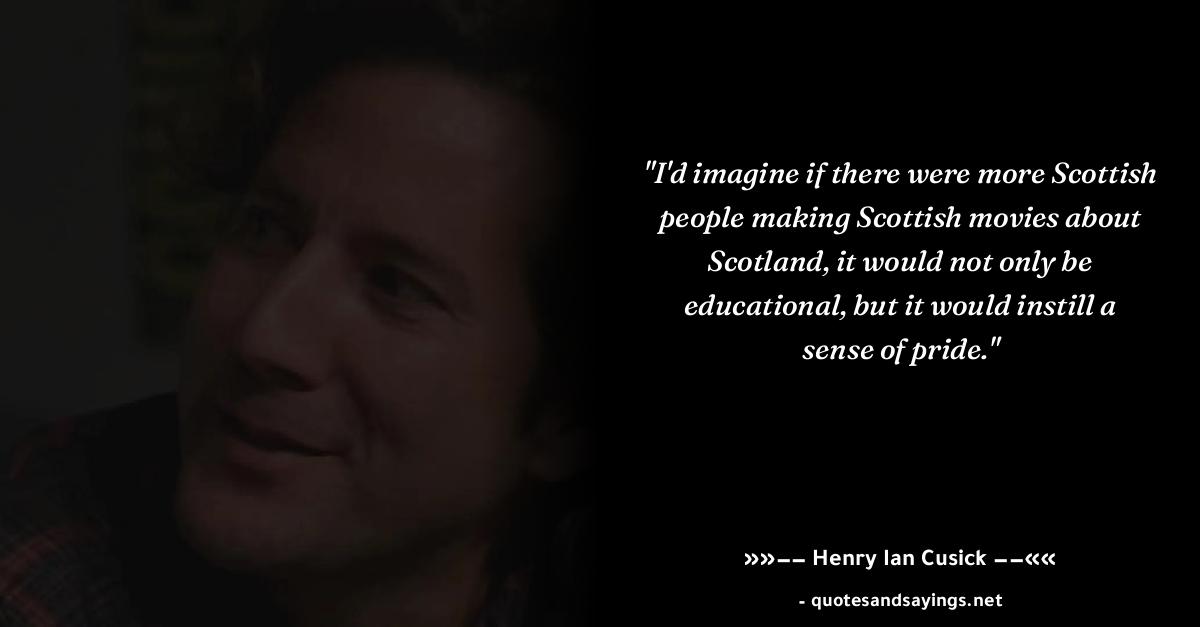 "I'd imagine if there were more Scottish
people making Scottish movies about
Scotland, it would not only be
educational, but it would instill a
sense of pride."
»»−− Henry Ian Cusick −−««
- quotesandsayings.net